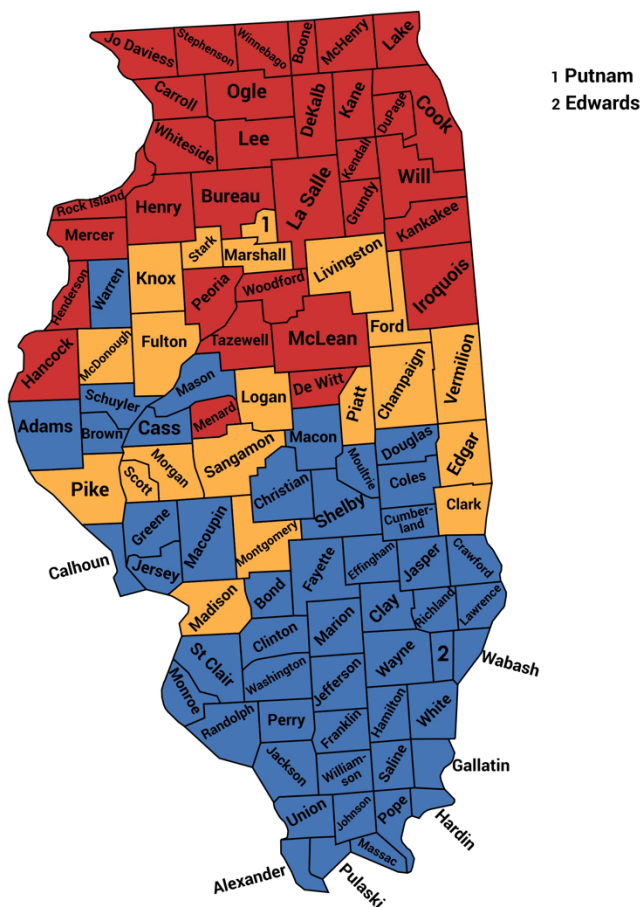 Jo Daviess
Stephenson
Winnebago
Boone
McHenry
Lake
1 Putnam
2 Edwards
Carroll
Ogle
DeKalb
Kane
DuPage
Cook
Whiteside
Lee
Kendall
Will
Rock Island
Henry
Bureau
La Salle
Grundy
Kankakee
Mercer
1
Stark
Marshall
Livingston
Iroquois
Henderson
Warren
Knox
Peoria
Woodford
Ford
Hancock
McDonough
Fulton
Tazewell
McLean
Vermilion
Mason
Logan
De Witt
Piatt
Champaign
Adams
Schuyler
Brown
Cass
Menard
Macon
Douglas
Edgar
Pike
Scott
Morgan
Sangamon
Christian
Moultrie
Coles
Shelby
Cumber-
land
Clark
Calhoun
Greene
Jersey
Macoupin
Montgomery
Fayette
Effingham
Jasper
Crawford
Madison
Bond
Clay
Richland
Lawrence
St Clair
Clinton
Marion
Wayne
2
Wabash
Monroe
Washington
Jefferson
Randolph
Perry
Franklin
Hamilton
White
Jackson
William-
son
Saline
Gallatin
Union
Johnson
Pope
Hardin
Alexander
Pulaski
Massac